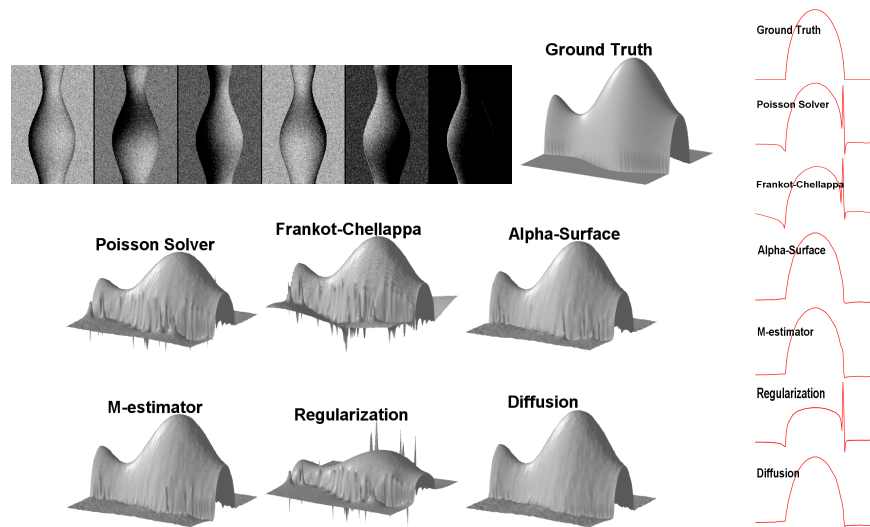 Ground Truth
Poisson Solver
Frankot-Chellappa
Alpha-Surface
M-estimator
Regularization
Diffusion
Ground Truth
Poisson Solver
Frankot-Chellappa
Alpha-Surface
M-estimator
Regularization
Diffusion